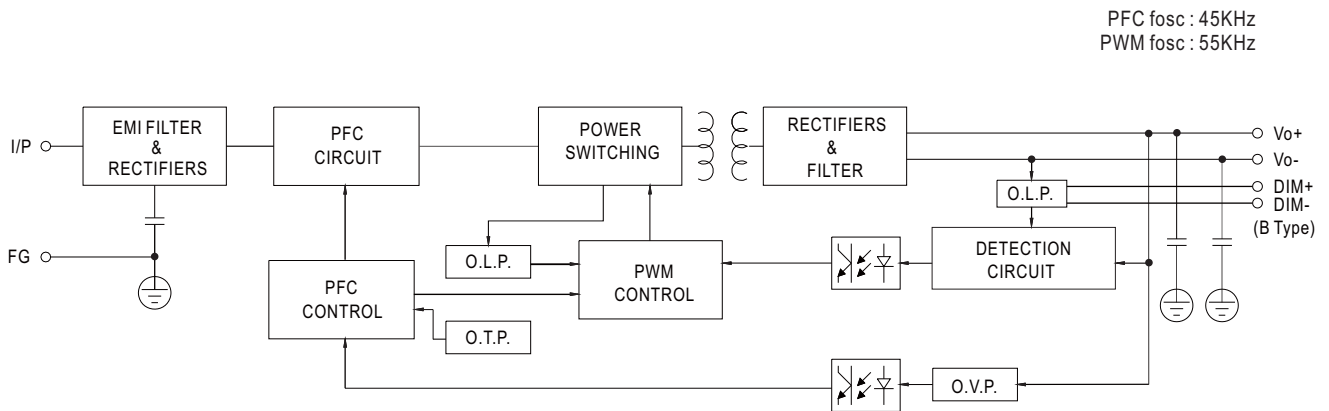 PFC fosc : 45KHz
PWM fosc : 55KHz
I/P
EMI FILTER
&
RECTIFIERS
PFC
CIRCUIT
POWER
SWITCHING
RECTIFIERS
&
FILTER
Vo+
Vo-
DIM+
DIM-
(B Type)
O.L.P.
FG
DETECTION
CIRCUIT
O.L.P.
PWM
CONTROL
PFC
CONTROL
O.T.P.
O.V.P.